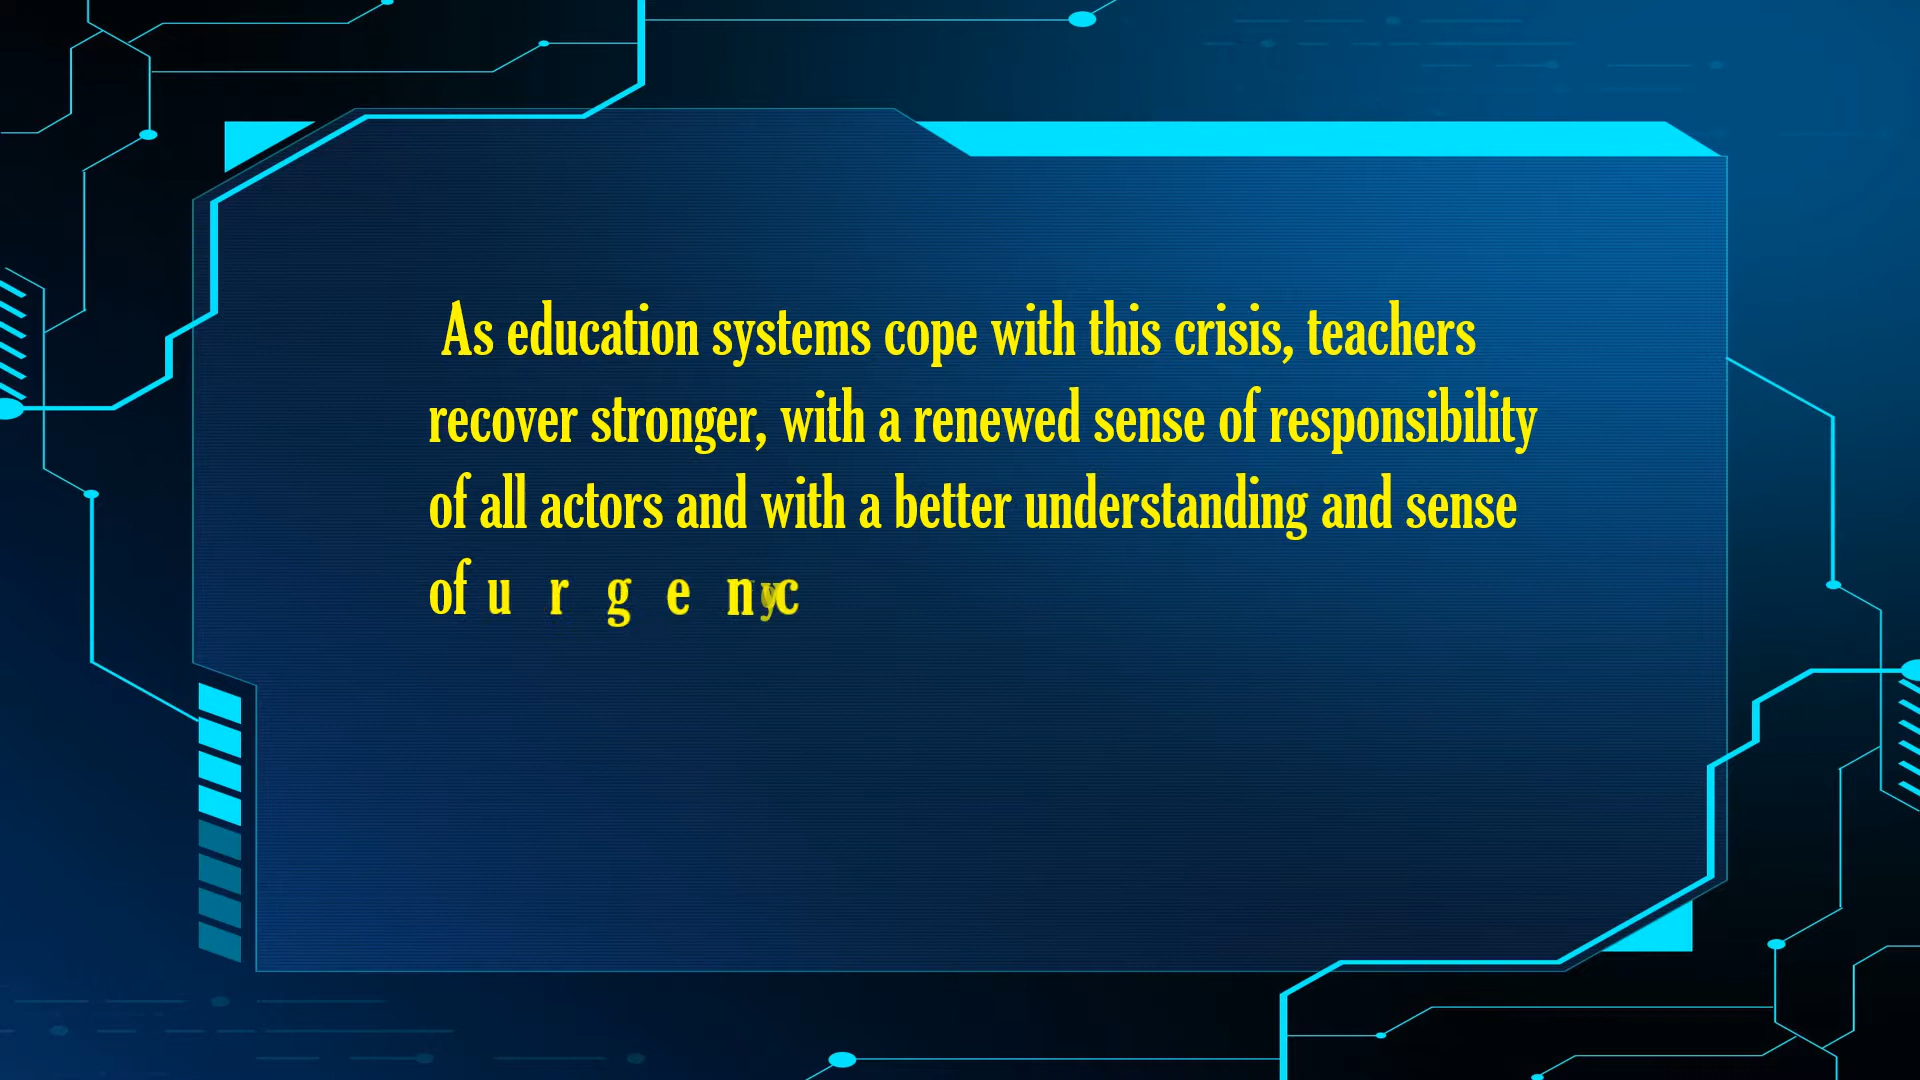 As education systems cope with this crisis, teachers
recover stronger, with a renewed sense of responsibility
of all actors and with a better understanding and sense
of urgency